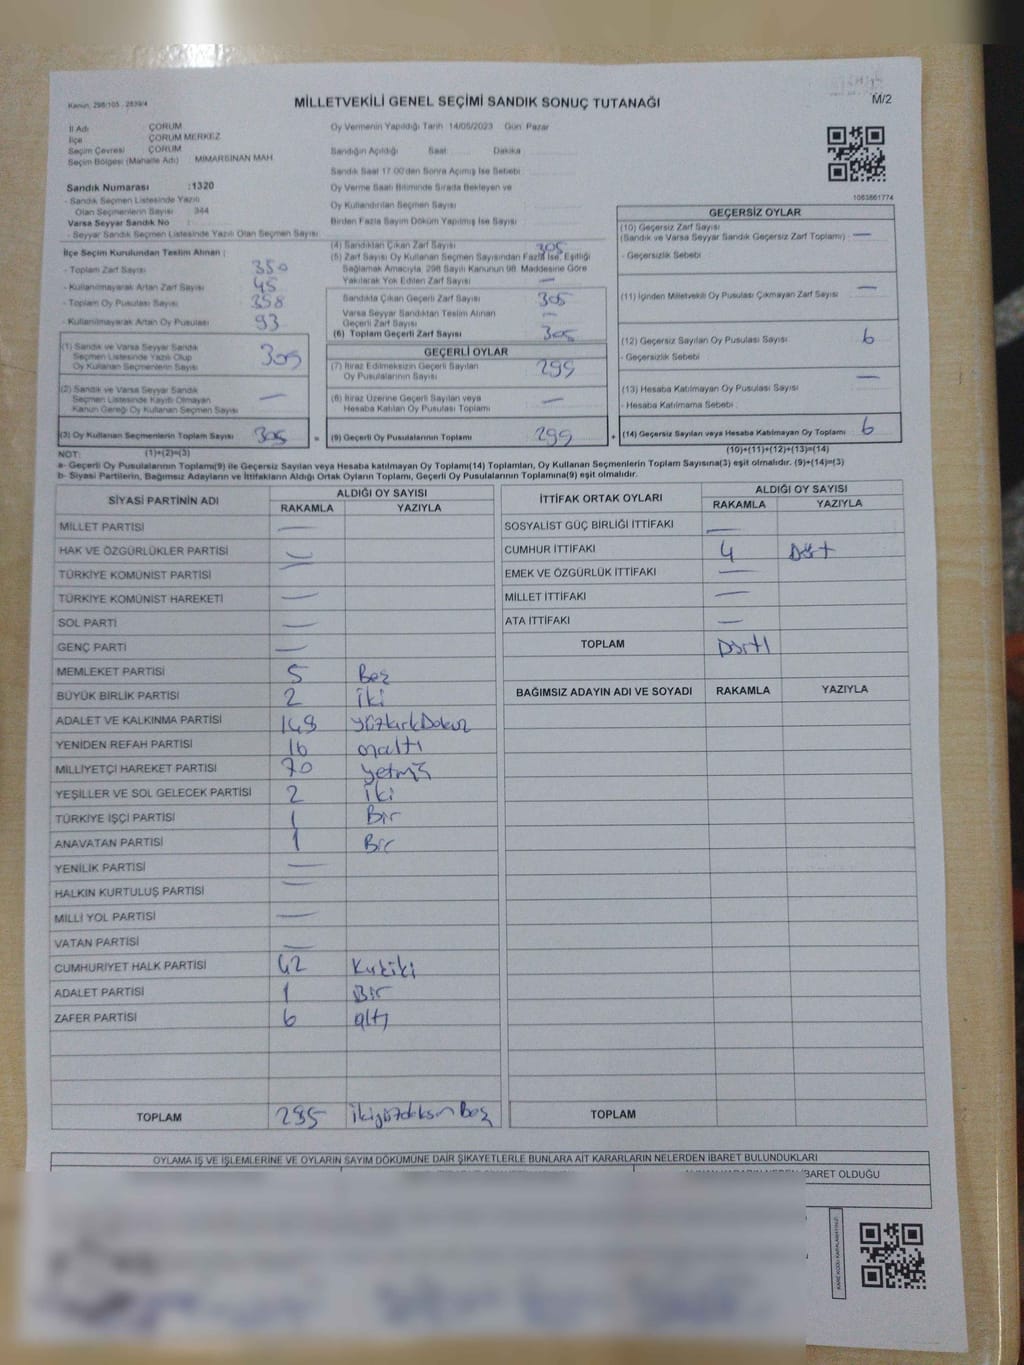 Kanun: 298/105 - 2839/4
MİLLETVEKİLİ GENEL SEÇİMİ SANDIK SONUÇ TUTANAĞI
M/2
İl Adı ÇORUM
İlçe ÇORUM MERKEZ
Seçim Çevresi ÇORUM
Seçim Bölgesi (Mahalle Adı) MİMARSİNAN MAH.
Oy Vermenin Yapıldığı Tarih 14/05/2023 Gün Pazar
Sandığın Açıldığı Saat Dakika
Sandık Saat 17.00'den Sonra Açılmış İse Sebebi
Oy Verme Saati Bitiminde Sırada Bekleyen ve
Oy Kullandırılan Seçmen Sayısı
Birden Fazla Sayım Döküm Yapılmış İse Sayısı
1083861774
Sandık Numarası :1320
- Sandık Seçmen Listesinde Yazılı
Olan Seçmenlerin Sayısı 344
Varsa Seyyar Sandık No
- Seyyar Sandık Seçmen Listesinde Yazılı Olan Seçmen Sayısı
İlçe Seçim Kurulundan Teslim Alınan :
- Toplam Zarf Sayısı 350
- Kullanılmayarak Artan Zarf Sayısı 45
- Toplam Oy Pusulası Sayısı 358
- Kullanılmayarak Artan Oy Pusulası 93
(1) Sandık ve Varsa Seyyar Sandık
Seçmen Listesinde Yazılı Olup
Oy Kullanan Seçmenlerin Sayısı 305
(2) Sandık ve Varsa Seyyar Sandık
Seçmen Listesinde Kayıtlı Olmayan
Kanun Gereği Oy Kullanan Seçmen Sayısı —
(3) Oy Kullanan Seçmenlerin Toplam Sayısı 305 =
(4) Sandıktan Çıkan Zarf Sayısı 305
(5) Zarf Sayısı Oy Kullanan Seçmen Sayısından Fazla İse, Eşitliği
Sağlamak Amacıyla, 298 Sayılı Kanunun 98. Maddesine Göre
Yakılarak Yok Edilen Zarf Sayısı —
Sandıkta Çıkan Geçerli Zarf Sayısı 305
Varsa Seyyar Sandıktan Teslim Alınan
Geçerli Zarf Sayısı —
(6) Toplam Geçerli Zarf Sayısı 305
GEÇERLİ OYLAR
(7) İtiraz Edilmeksizin Geçerli Sayılan
Oy Pusulalarının Sayısı 299
(8) İtiraz Üzerine Geçerli Sayılan veya
Hesaba Katılan Oy Pusulası Toplamı —
(9) Geçerli Oy Pusulalarının Toplamı 299 +
GEÇERSİZ OYLAR
(10) Geçersiz Zarf Sayısı
(Sandık ve Varsa Seyyar Sandık Geçersiz Zarf Toplamı) —
- Geçersizlik Sebebi
(11) İçinden Milletvekili Oy Pusulası Çıkmayan Zarf Sayısı —
(12) Geçersiz Sayılan Oy Pusulası Sayısı 6
- Geçersizlik Sebebi
(13) Hesaba Katılmayan Oy Pusulası Sayısı —
- Hesaba Katılmama Sebebi
(14) Geçersiz Sayılan veya Hesaba Katılmayan Oy Toplamı 6
NOT: (1)+(2)=(3) (10)+(11)+(12)+(13)=(14)
a- Geçerli Oy Pusulaları Toplamı(9) ile Geçersiz Sayılan veya Hesaba katılmayan Oy Toplamı(14) Toplamları, Oy Kullanan Seçmenlerin Toplam Sayısına(3) eşit olmalıdır. (9)+(14)=(3)
b- Siyasi Partilerin, Bağımsız Adayların ve İttifakların Aldığı Ortak Oyların Toplamı, Geçerli Oy Pusulalarının Toplamına(9) eşit olmalıdır.
SİYASİ PARTİNİN ADI ALDIĞI OY SAYISI
RAKAMLA YAZIYLA
MİLLET PARTİSİ —
HAK VE ÖZGÜRLÜKLER PARTİSİ —
TÜRKİYE KOMÜNİST PARTİSİ —
TÜRKİYE KOMÜNİST HAREKETİ —
SOL PARTİ —
GENÇ PARTİ —
MEMLEKET PARTİSİ 5 Beş
BÜYÜK BİRLİK PARTİSİ 2 İki
ADALET VE KALKINMA PARTİSİ 149 yüzkırkDokuz
YENİDEN REFAH PARTİSİ 16 onaltı
MİLLİYETÇİ HAREKET PARTİSİ 70 yetmiş
YEŞİLLER VE SOL GELECEK PARTİSİ 2 İki
TÜRKİYE İŞÇİ PARTİSİ 1 Bir
ANAVATAN PARTİSİ 1 Bir
YENİLİK PARTİSİ —
HALKIN KURTULUŞ PARTİSİ —
MİLLİ YOL PARTİSİ —
VATAN PARTİSİ —
CUMHURİYET HALK PARTİSİ 42 Kırkiki
ADALET PARTİSİ 1 Bir
ZAFER PARTİSİ 6 altı
TOPLAM 295 ikiyüzdoksanBeş
İTTİFAK ORTAK OYLARI ALDIĞI OY SAYISI
RAKAMLA YAZIYLA
SOSYALİST GÜÇ BİRLİĞİ İTTİFAKI —
CUMHUR İTTİFAKI 4 Dört
EMEK VE ÖZGÜRLÜK İTTİFAKI —
MİLLET İTTİFAKI —
ATA İTTİFAKI —
TOPLAM Dört
BAĞIMSIZ ADAYIN ADI VE SOYADI RAKAMLA YAZIYLA
TOPLAM
OYLAMA İŞ VE İŞLEMLERİNE VE OYLARIN SAYIM DÖKÜMÜNE DAİR ŞİKAYETLERLE BUNLARA AİT KARARLARIN NELERDEN İBARET BULUNDUKLARI
İBARET OLDUĞU